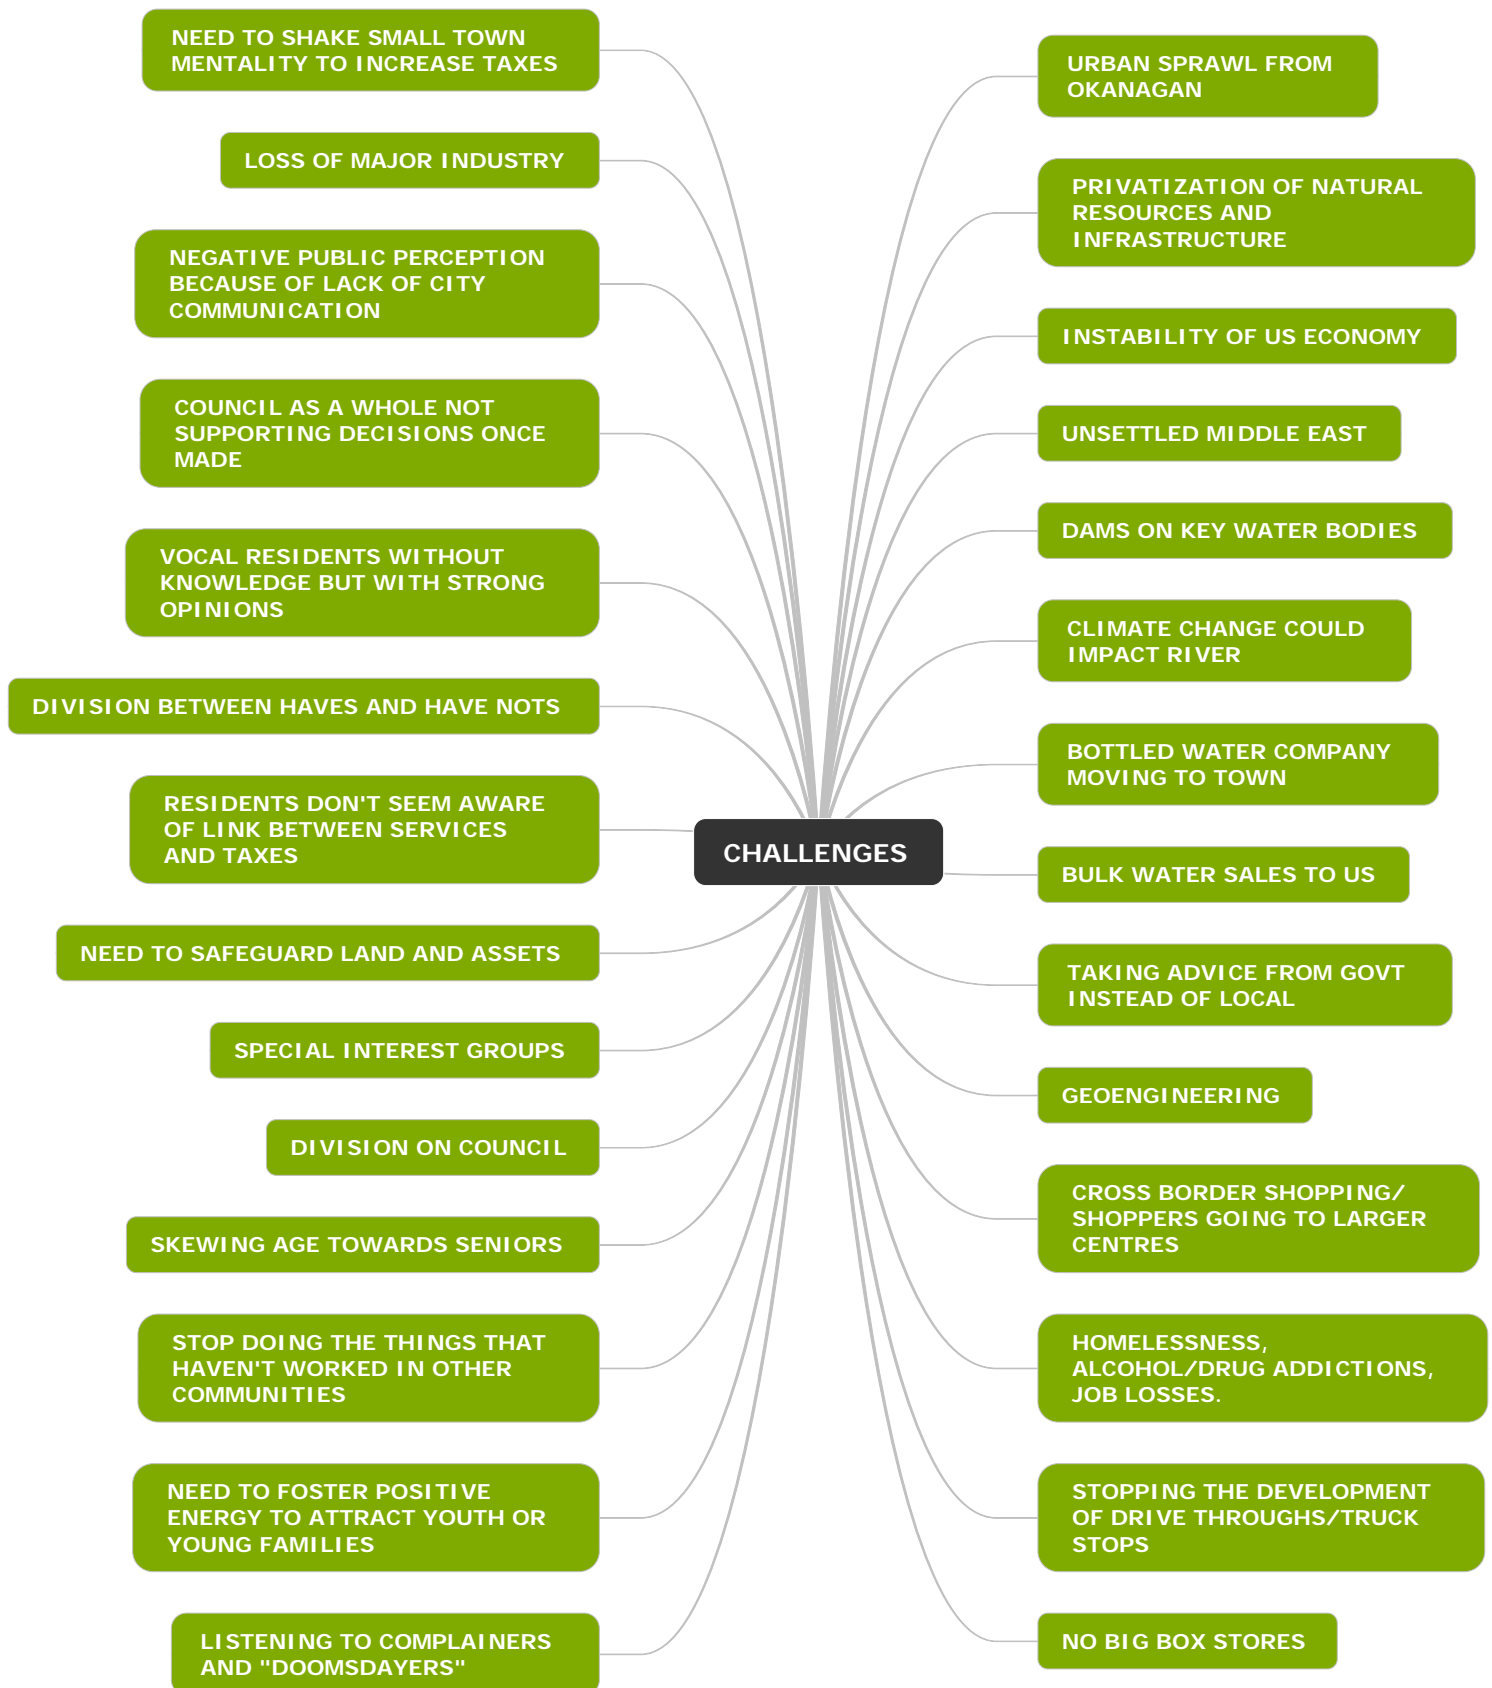 NEED TO SHAKE SMALL TOWN
MENTALITY TO INCREASE TAXES
LOSS OF MAJOR INDUSTRY
NEGATIVE PUBLIC PERCEPTION
BECAUSE OF LACK OF CITY
COMMUNICATION
COUNCIL AS A WHOLE NOT
SUPPORTING DECISIONS ONCE
MADE
VOCAL RESIDENTS WITHOUT
KNOWLEDGE BUT WITH STRONG
OPINIONS
DIVISION BETWEEN HAVES AND HAVE NOTS
RESIDENTS DON'T SEEM AWARE
OF LINK BETWEEN SERVICES
AND TAXES
NEED TO SAFEGUARD LAND AND ASSETS
SPECIAL INTEREST GROUPS
DIVISION ON COUNCIL
SKEWING AGE TOWARDS SENIORS
STOP DOING THE THINGS THAT
HAVEN'T WORKED IN OTHER
COMMUNITIES
NEED TO FOSTER POSITIVE
ENERGY TO ATTRACT YOUTH OR
YOUNG FAMILIES
LISTENING TO COMPLAINERS
AND "DOOMSDAYERS"
CHALLENGES
URBAN SPRAWL FROM
OKANAGAN
PRIVATIZATION OF NATURAL
RESOURCES AND
INFRASTRUCTURE
INSTABILITY OF US ECONOMY
UNSETTLED MIDDLE EAST
DAMS ON KEY WATER BODIES
CLIMATE CHANGE COULD
IMPACT RIVER
BOTTLED WATER COMPANY
MOVING TO TOWN
BULK WATER SALES TO US
TAKING ADVICE FROM GOVT
INSTEAD OF LOCAL
GEOENGINEERING
CROSS BORDER SHOPPING/
SHOPPERS GOING TO LARGER
CENTRES
HOMELESSNESS,
ALCOHOL/DRUG ADDICTIONS,
JOB LOSSES.
STOPPING THE DEVELOPMENT
OF DRIVE THROUGHS/TRUCK
STOPS
NO BIG BOX STORES